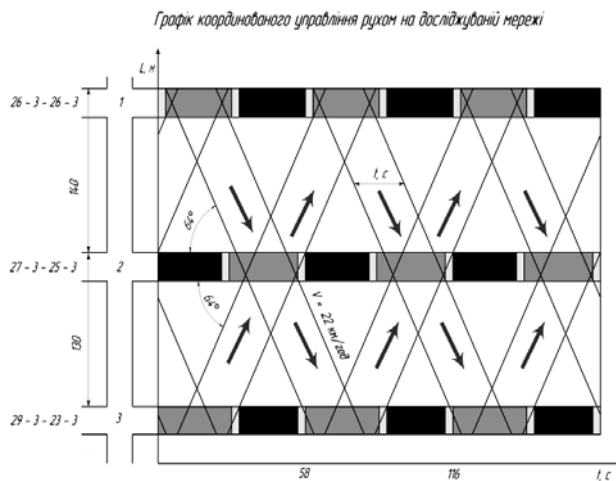 Графік координованого управління рухом на досліджуваній мережі
L, м
26 - 3 - 26 - 3
1
140
t, с
64°
27 - 3 - 25 - 3
2
64°
V = 22 км/год
130
29 - 3 - 23 - 3
3
58
116
t, с